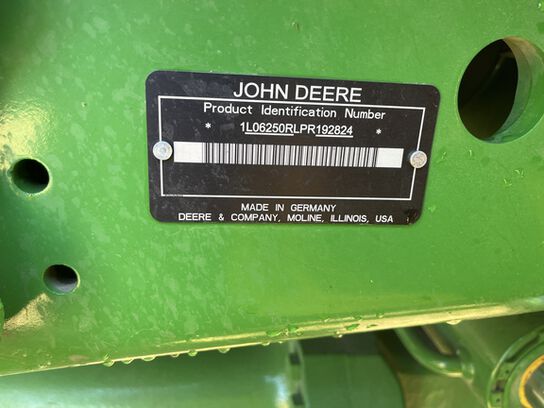 JOHN DEERE
Product Identification Number
* 1L06250RLPR192824 *
MADE IN GERMANY
DEERE & COMPANY, MOLINE, ILLINOIS, USA